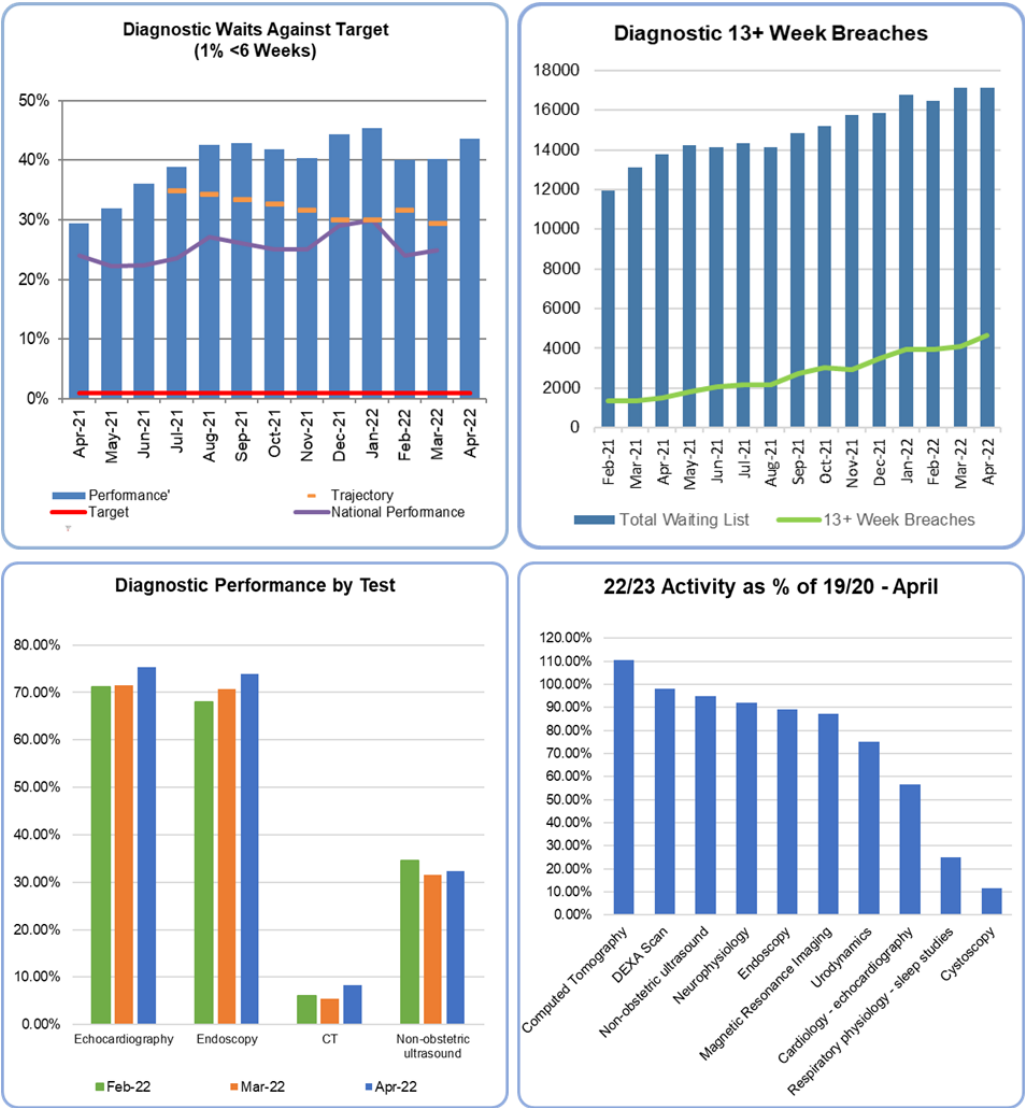 Diagnostic Waits Against Target
(1% <6 Weeks)
50%
40%
30%
20%
10%
0%
Apr-21
May-21
Jun-21
Jul-21
Aug-21
Sep-21
Oct-21
Nov-21
Dec-21
Jan-22
Feb-22
Mar-22
Apr-22
Performance'
Trajectory
Target
National Performance
Diagnostic 13+ Week Breaches
18000
16000
14000
12000
10000
8000
6000
4000
2000
0
Feb-21
Mar-21
Apr-21
May-21
Jun-21
Jul-21
Aug-21
Sep-21
Oct-21
Nov-21
Dec-21
Jan-22
Feb-22
Mar-22
Apr-22
Total Waiting List
13+ Week Breaches
Diagnostic Performance by Test
80.00%
70.00%
60.00%
50.00%
40.00%
30.00%
20.00%
10.00%
0.00%
Echocardiography
Endoscopy
CT
Non-obstetric
ultrasound
Feb-22
Mar-22
Apr-22
22/23 Activity as % of 19/20 - April
120.00%
110.00%
100.00%
90.00%
80.00%
70.00%
60.00%
50.00%
40.00%
30.00%
20.00%
10.00%
0.00%
Computed Tomography
DEXA Scan
Non-obstetric ultrasound
Neurophysiology
Endoscopy
Magnetic Resonance Imaging
Urodynamics
Cardiology - echocardiography
Respiratory physiology - sleep studies
Cystoscopy